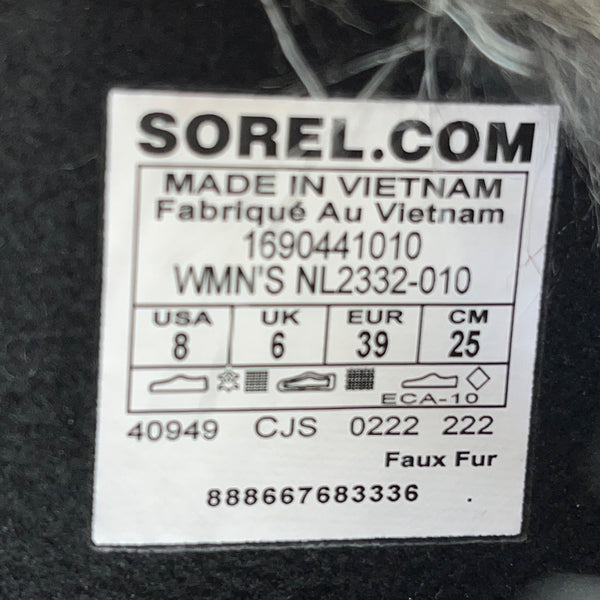 SOREL.COM
MADE IN VIETNAM
Fabriqué Au Vietnam
1690441010
WMN'S NL2332-010
USA UK EUR CM
8 6 39 25
ECA-10
40949 CJS 0222 222
Faux Fur
888667683336 .